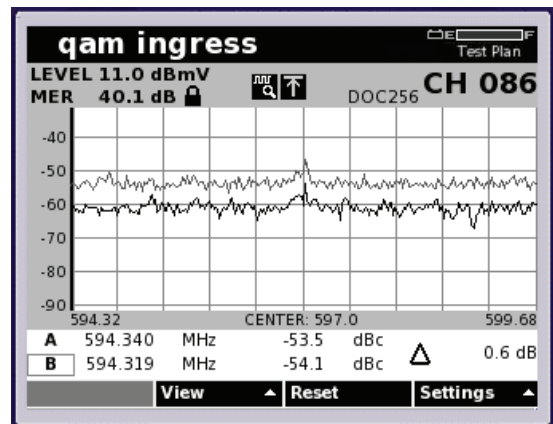 qam ingress
E F
Test Plan
LEVEL 11.0 dBmV
MER 40.1 dB
DOC256
CH 086
-40
-50
-60
-70
-80
-90
594.32 CENTER: 597.0 599.68
A 594.340 MHz -53.5 dBc
B 594.319 MHz -54.1 dBc
Δ 0.6 dB
View Reset Settings